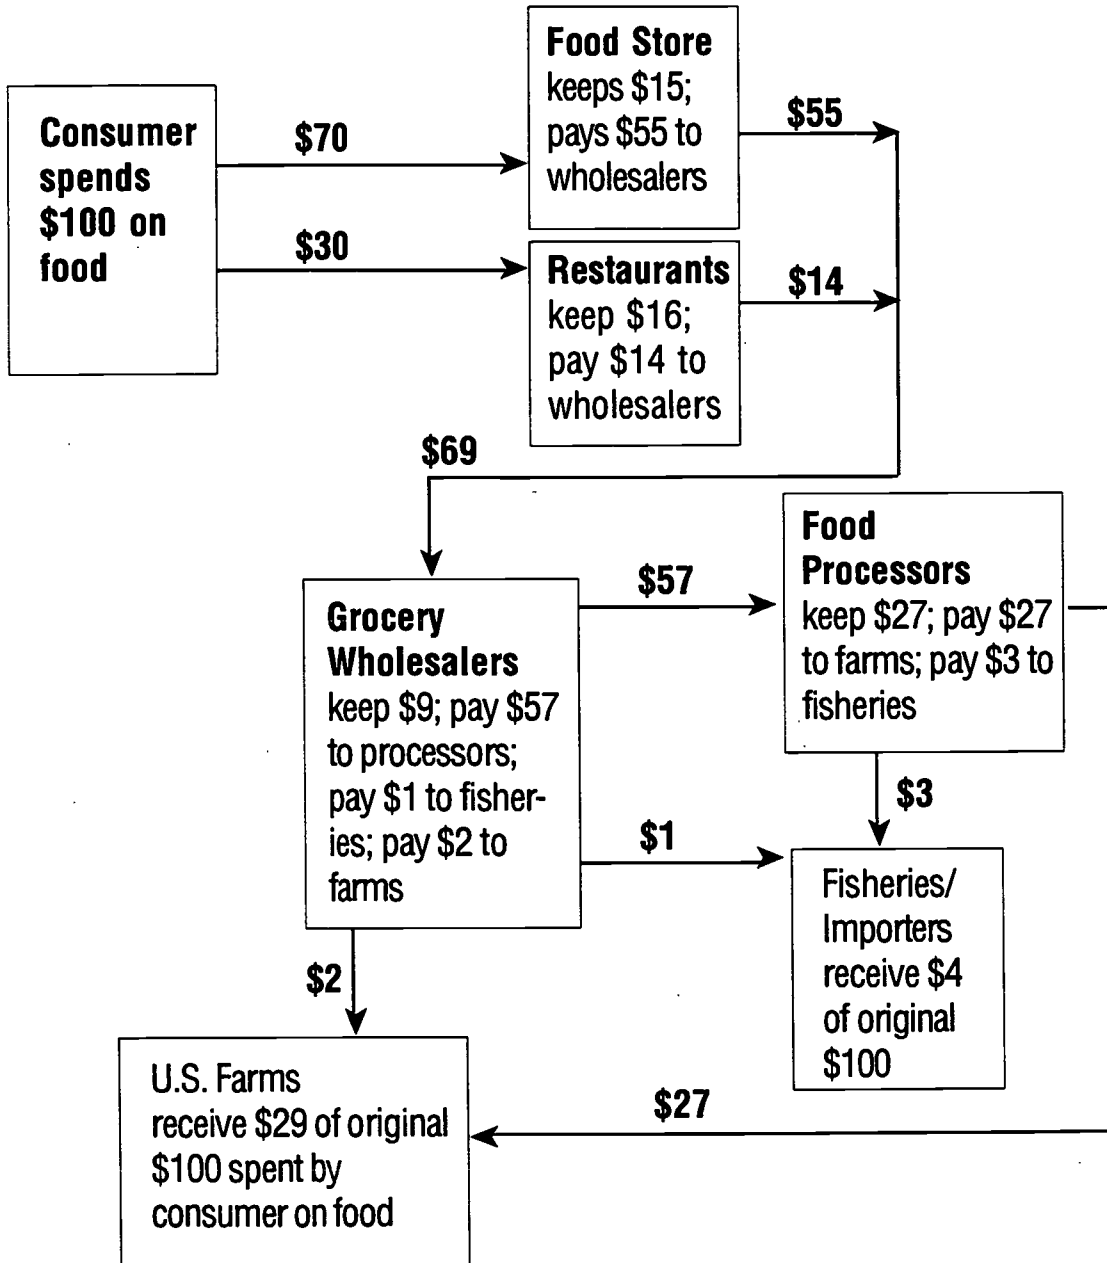 Consumer
spends
$100 on
food
$70
$30
Food Store
keeps $15;
pays $55 to
wholesalers
$55
Restaurants
keep $16;
pay $14 to
wholesalers
$14
$69
Grocery
Wholesalers
keep $9; pay $57
to processors;
pay $1 to fisher-
ies; pay $2 to
farms
$57
Food
Processors
keep $27; pay $27
to farms; pay $3 to
fisheries
$3
$1
Fisheries/
Importers
receive $4
of original
$100
$2
U.S. Farms
receive $29 of original
$100 spent by
consumer on food
$27